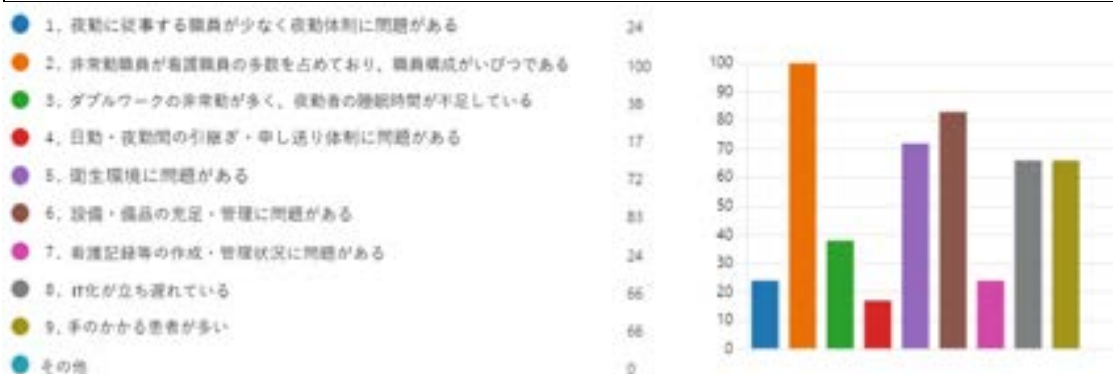 1、夜勤に従事する職員が少なく夜勤体制に問題がある 24
2、非常勤職員が看護職員の多数を占めており、職員構成がいびつである 100
3、ダブルワークの非常勤が多く、夜勤者の睡眠時間が不足している 38
4、日勤・夜勤間の引継ぎ・申し送り体制に問題がある 17
5、衛生環境に問題がある 72
6、設備・備品の充足・管理に問題がある 83
7、看護記録等の作成・管理状況に問題がある 24
8、IT化が立ち遅れている 66
9、手のかかる患者が多い 66
その他 0
100
90
80
70
60
50
40
30
20
10
0